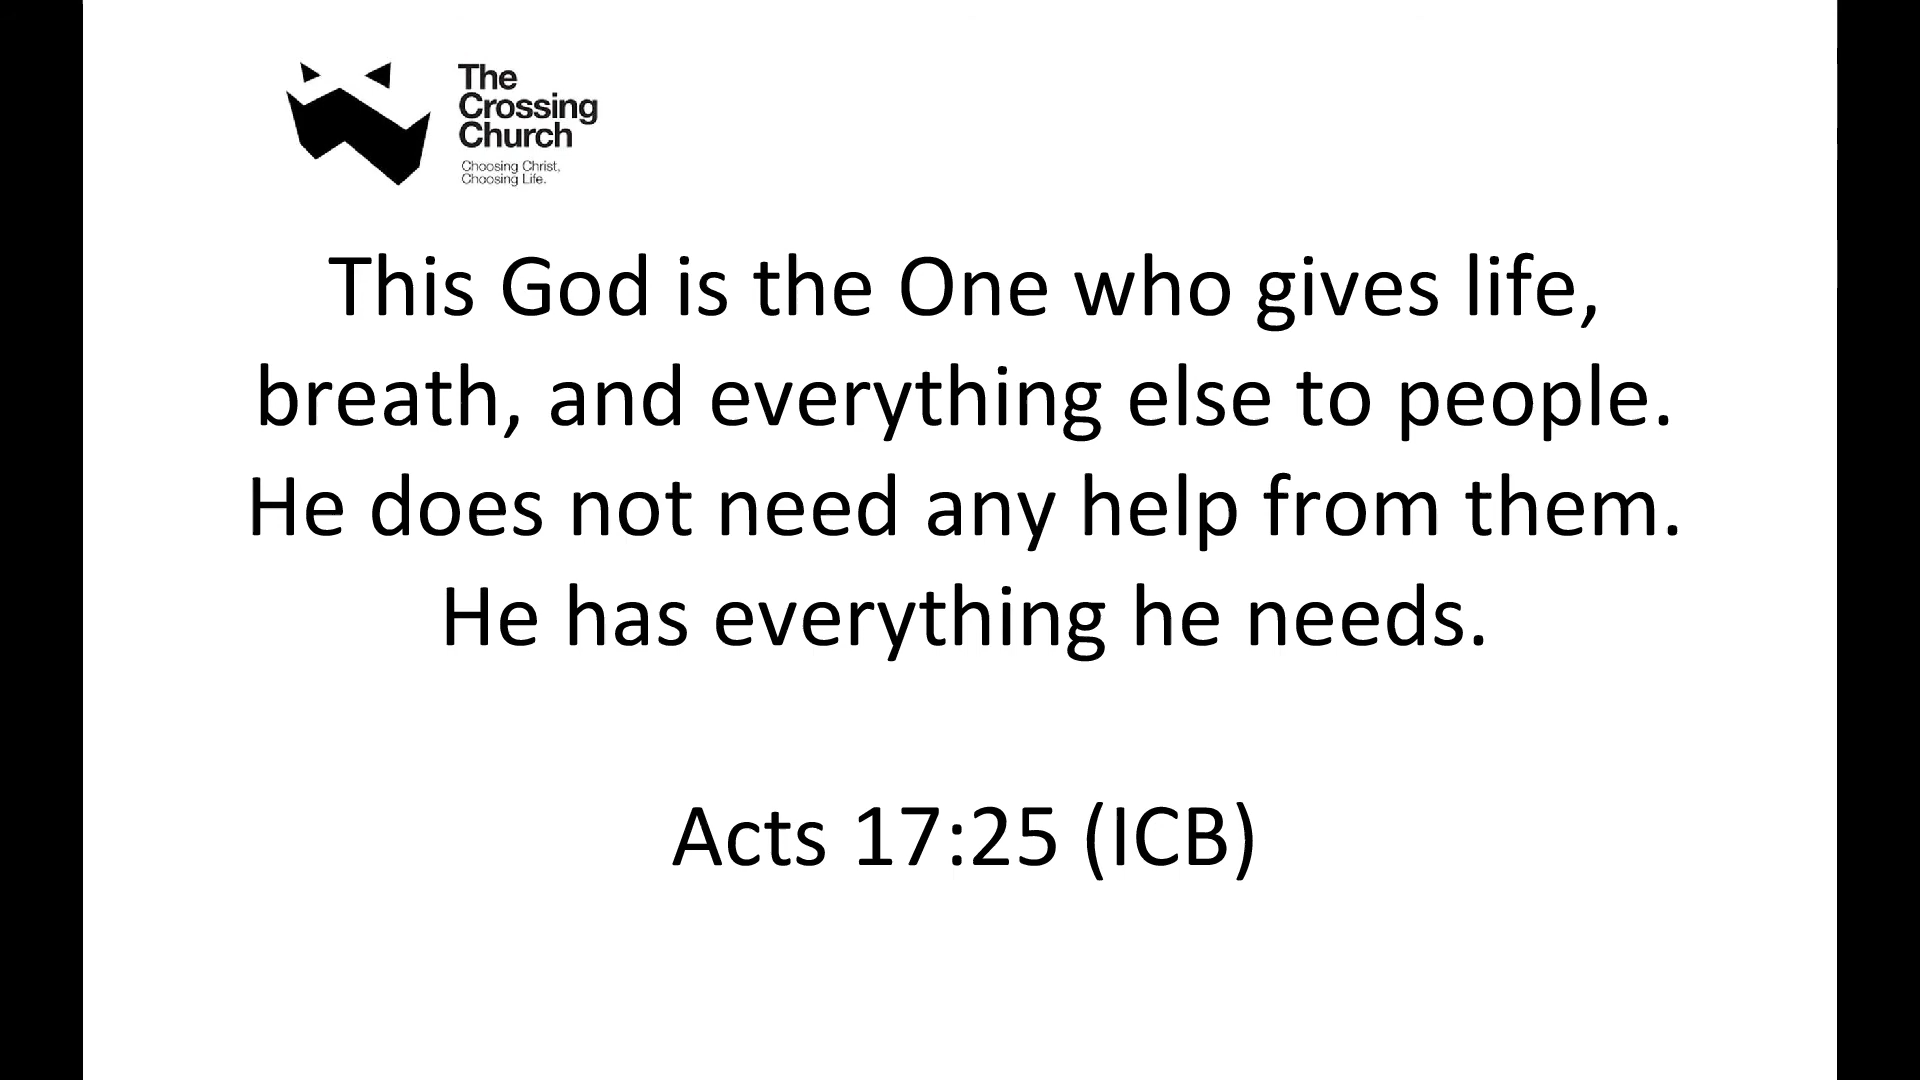 The
Crossing
Church
Choosing Christ,
Choosing Life.
This God is the One who gives life,
breath, and everything else to people.
He does not need any help from them.
He has everything he needs.
Acts 17:25 (ICB)